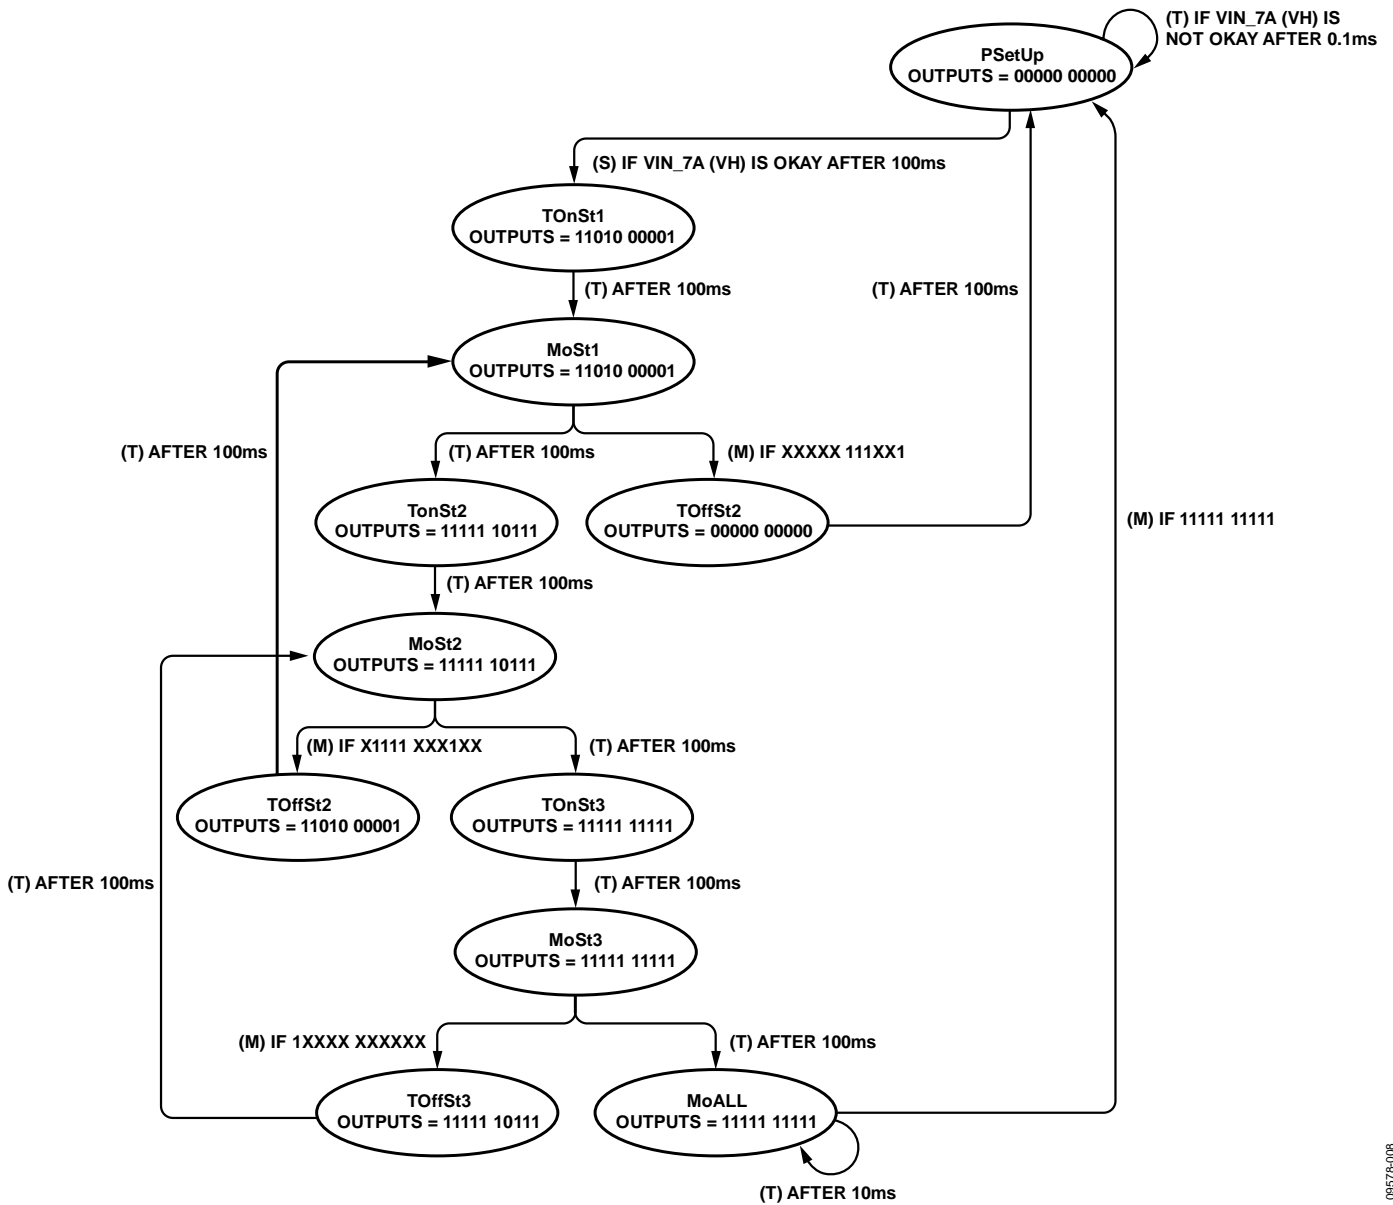 (T) IF VIN_7A (VH) IS
NOT OKAY AFTER 0.1ms
PSetUp
OUTPUTS = 00000 00000
(S) IF VIN_7A (VH) IS OKAY AFTER 100ms
TOnSt1
OUTPUTS = 11010 00001
(T) AFTER 100ms
(T) AFTER 100ms
MoSt1
OUTPUTS = 11010 00001
(T) AFTER 100ms
(T) AFTER 100ms
(M) IF XXXXX 111XX1
TonSt2
OUTPUTS = 11111 10111
TOffSt2
OUTPUTS = 00000 00000
(M) IF 11111 11111
(T) AFTER 100ms
MoSt2
OUTPUTS = 11111 10111
(M) IF X1111 XXX1XX
(T) AFTER 100ms
TOffSt2
OUTPUTS = 11010 00001
TOnSt3
OUTPUTS = 11111 11111
(T) AFTER 100ms
(T) AFTER 100ms
MoSt3
OUTPUTS = 11111 11111
(M) IF 1XXXX XXXXXX
(T) AFTER 100ms
TOffSt3
OUTPUTS = 11111 10111
MoALL
OUTPUTS = 11111 11111
(T) AFTER 10ms
09578-008